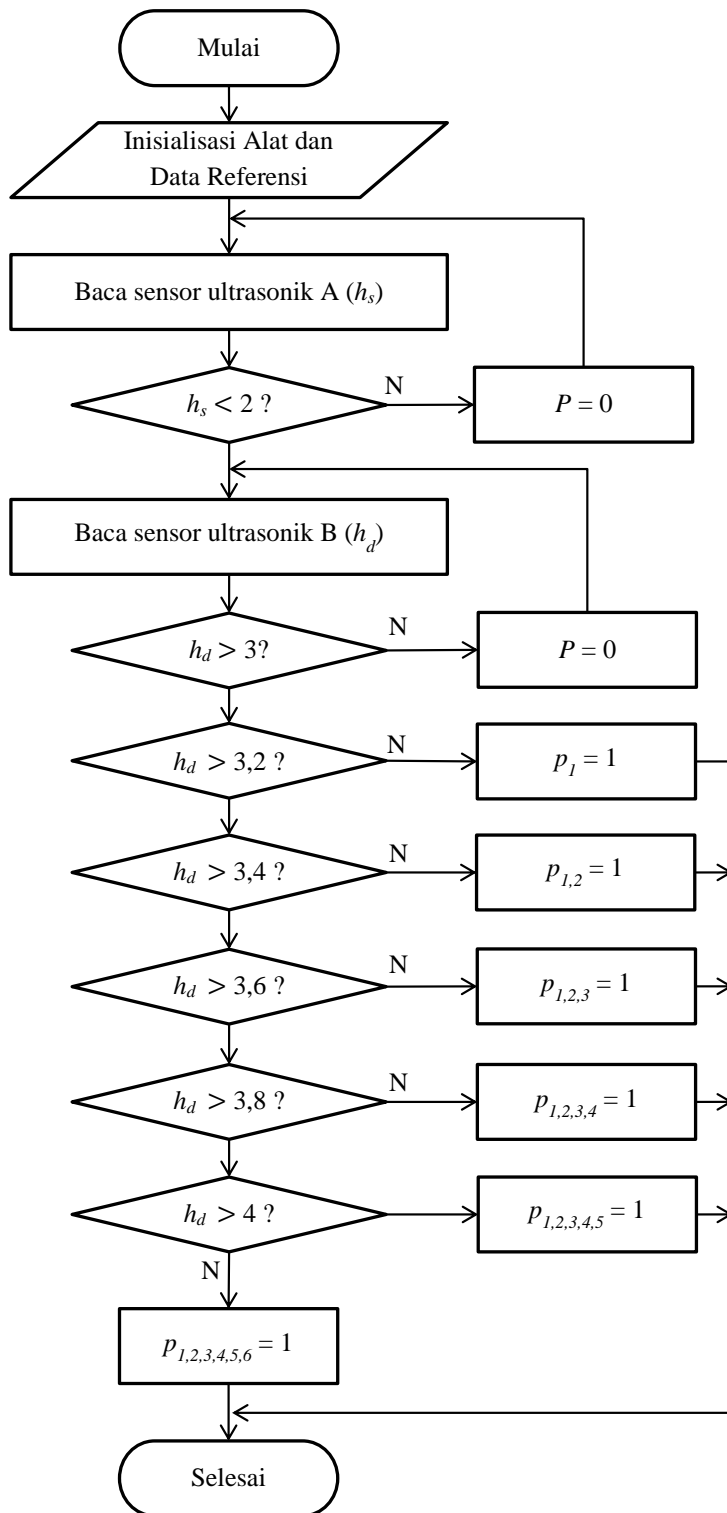 Mulai
Inisialisasi Alat dan
Data Referensi
Baca sensor ultrasonik A (hs)
hs < 2 ?
N
P = 0
Baca sensor ultrasonik B (hd)
hd > 3?
N
P = 0
hd > 3,2 ?
N
p1 = 1
hd > 3,4 ?
N
p1,2 = 1
hd > 3,6 ?
N
p1,2,3 = 1
hd > 3,8 ?
N
p1,2,3,4 = 1
hd > 4 ?
p1,2,3,4,5 = 1
N
p1,2,3,4,5,6 = 1
Selesai